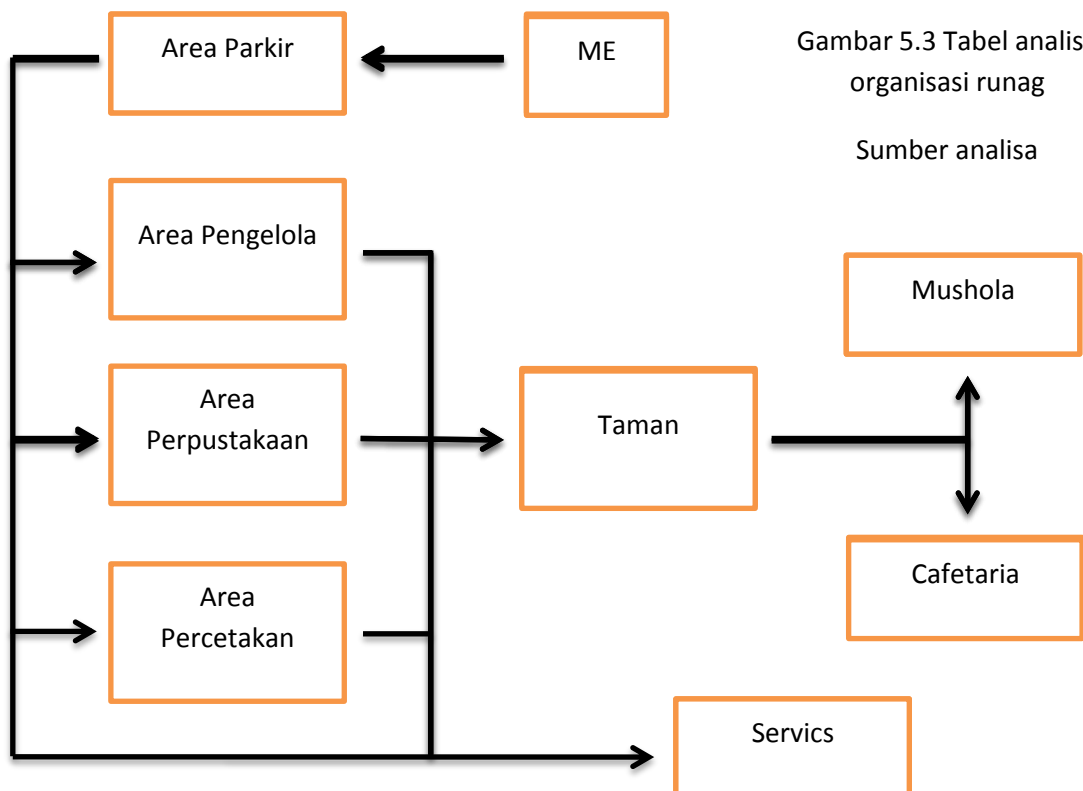 Area Parkir
ME
Gambar 5.3 Tabel analis
organisasi runag
Sumber analisa
Area Pengelola
Mushola
Area
Perpustakaan
Taman
Area
Percetakan
Cafetaria
Servics